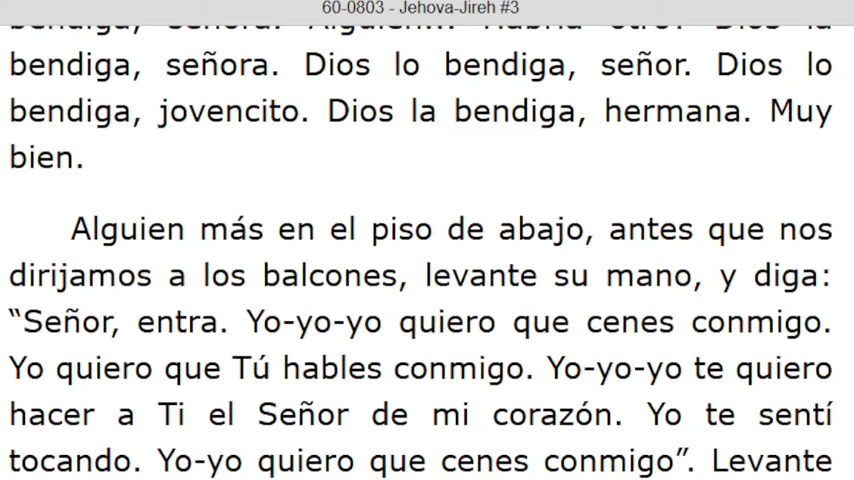 60-0803 - Jehova-Jireh #3
bendiga, señora. Dios lo bendiga, señor. Dios lo
bendiga, jovencito. Dios la bendiga, hermana. Muy
bien.
Alguien más en el piso de abajo, antes que nos
dirijamos a los balcones, levante su mano, y diga:
“Señor, entra. Yo-yo-yo quiero que cenes conmigo.
Yo quiero que Tú hables conmigo. Yo-yo-yo te quiero
hacer a Ti el Señor de mi corazón. Yo te sentí
tocando. Yo-yo quiero que cenes conmigo”. Levante